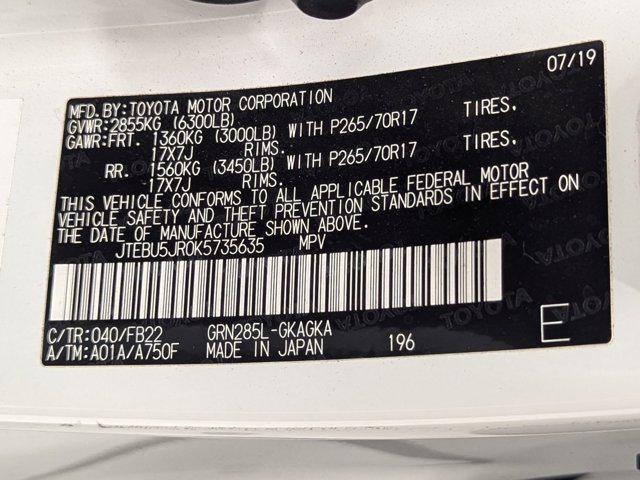 07/19
MFD.BY:TOYOTA MOTOR CORPORATION
GVWR:2855KG (6300LB)
GAWR:FRT. 1360KG (3000LB) WITH P265/70R17 TIRES,
17X7J RIMS.
RR. 1560KG (3450LB) WITH P265/70R17 TIRES,
17X7J RIMS.
THIS VEHICLE CONFORMS TO ALL APPLICABLE FEDERAL MOTOR
VEHICLE SAFETY AND THEFT PREVENTION STANDARDS IN EFFECT ON
THE DATE OF MANUFACTURE SHOWN ABOVE.
JTEBU5JR0K5735635 MPV
C/TR:040/FB22 GRN285L-GKAGKA
A/TM:A01A/A750F MADE IN JAPAN 196 E